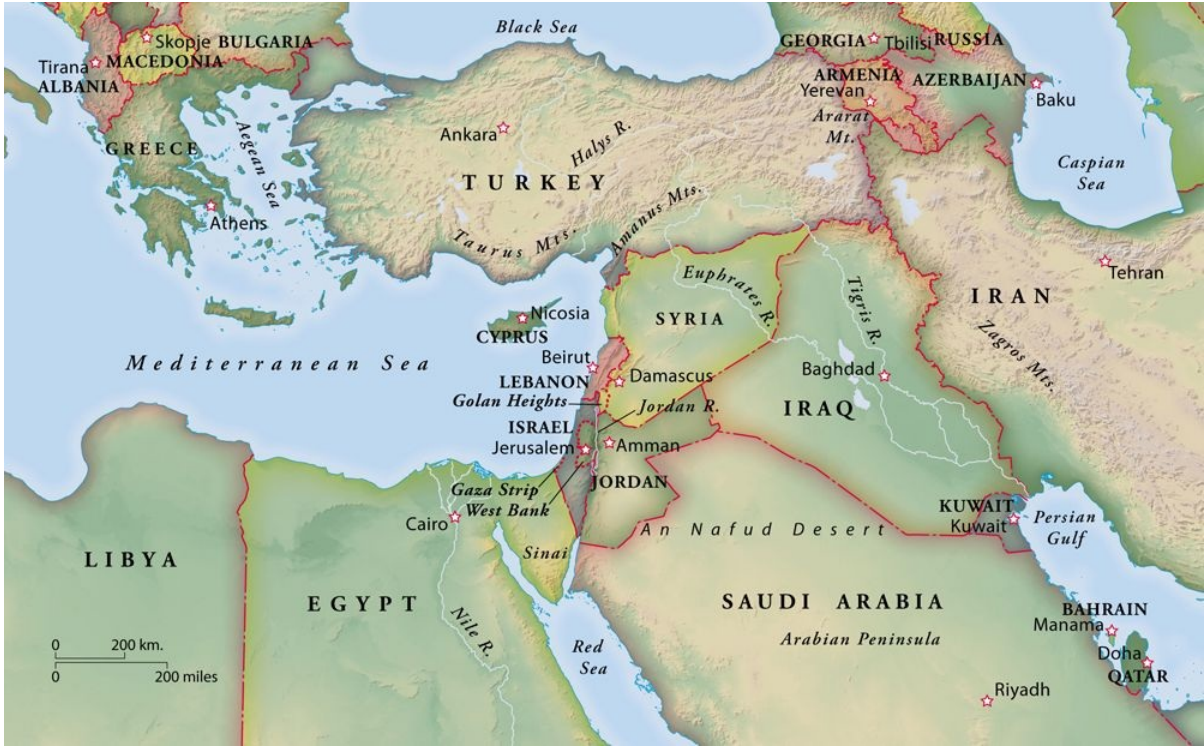 Black Sea
Skopje
BULGARIA
MACEDONIA
Tirana
ALBANIA
GEORGIA
Tbilisi
RUSSIA
ARMENIA
Yerevan
AZERBAIJAN
Baku
Ararat
Mt.
Ankara
Halys R.
Aegean Sea
GREECE
TURKEY
Caspian
Sea
Athens
Taurus Mts.
Amanus Mts.
Tehran
Euphrates R.
Tigris R.
IRAN
Nicosia
CYPRUS
SYRIA
Zagros Mts.
Mediterranean Sea
Beirut
LEBANON
Damascus
Baghdad
Golan Heights
Jordan R.
IRAQ
ISRAEL
Jerusalem
Amman
Gaza Strip
West Bank
JORDAN
KUWAIT
Kuwait
Persian
Gulf
Cairo
An Nafud Desert
Sinai
LIBYA
EGYPT
SAUDI ARABIA
BAHRAIN
Manama
Nile R.
Red
Sea
Arabian Peninsula
Doha
QATAR
0 200 km.
0 200 miles
Riyadh